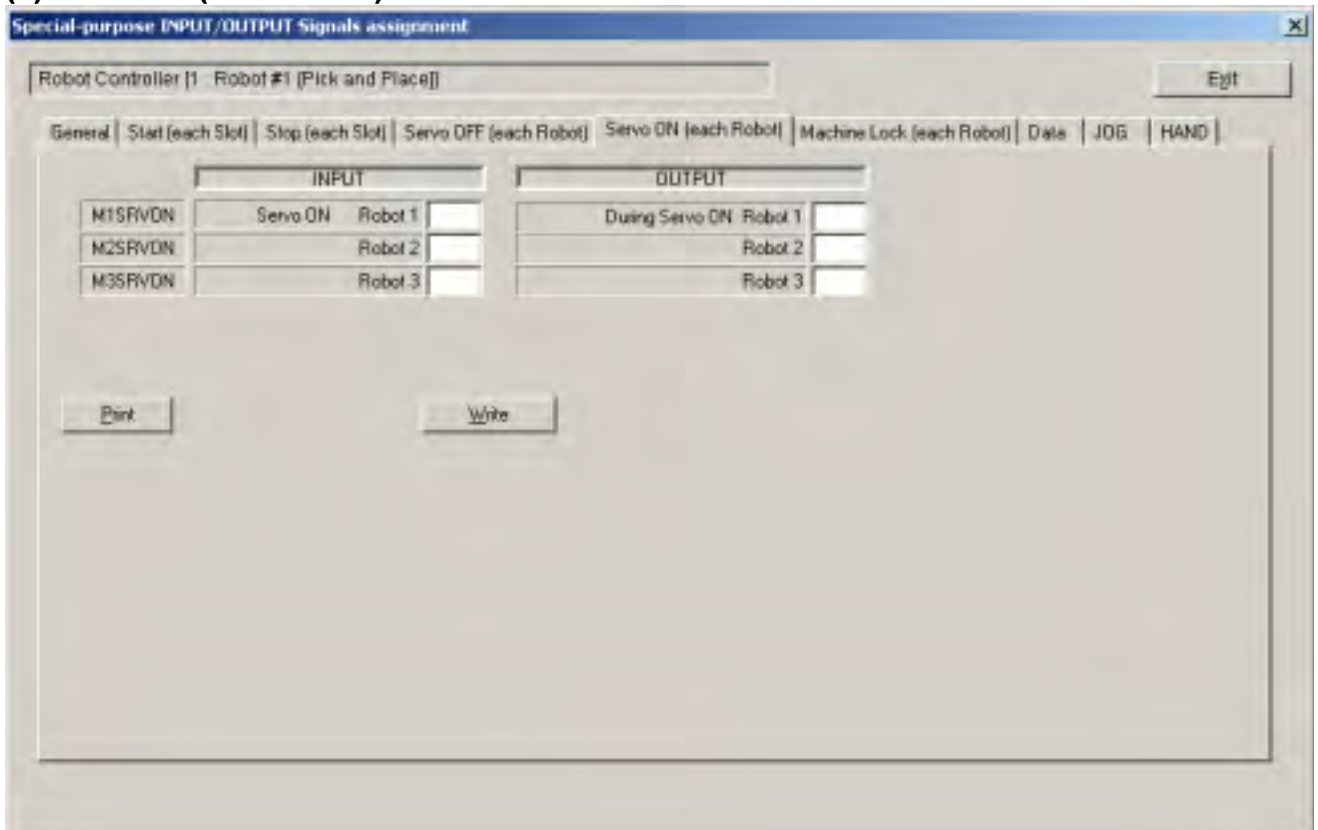 Special-purpose INPUT/OUTPUT Signals assignment
Robot Controller [1 : Robot #1 (Pick and Place)]
Exit
General Start (each Slot) Stop (each Slot) Servo OFF (each Robot) Servo ON (each Robot) Machine Lock (each Robot) Data JOG HAND
INPUT OUTPUT
M1SRVON Servo ON Robot 1 During Servo ON Robot 1
M2SRVON Robot 2 Robot 2
M3SRVON Robot 3 Robot 3
Print Write